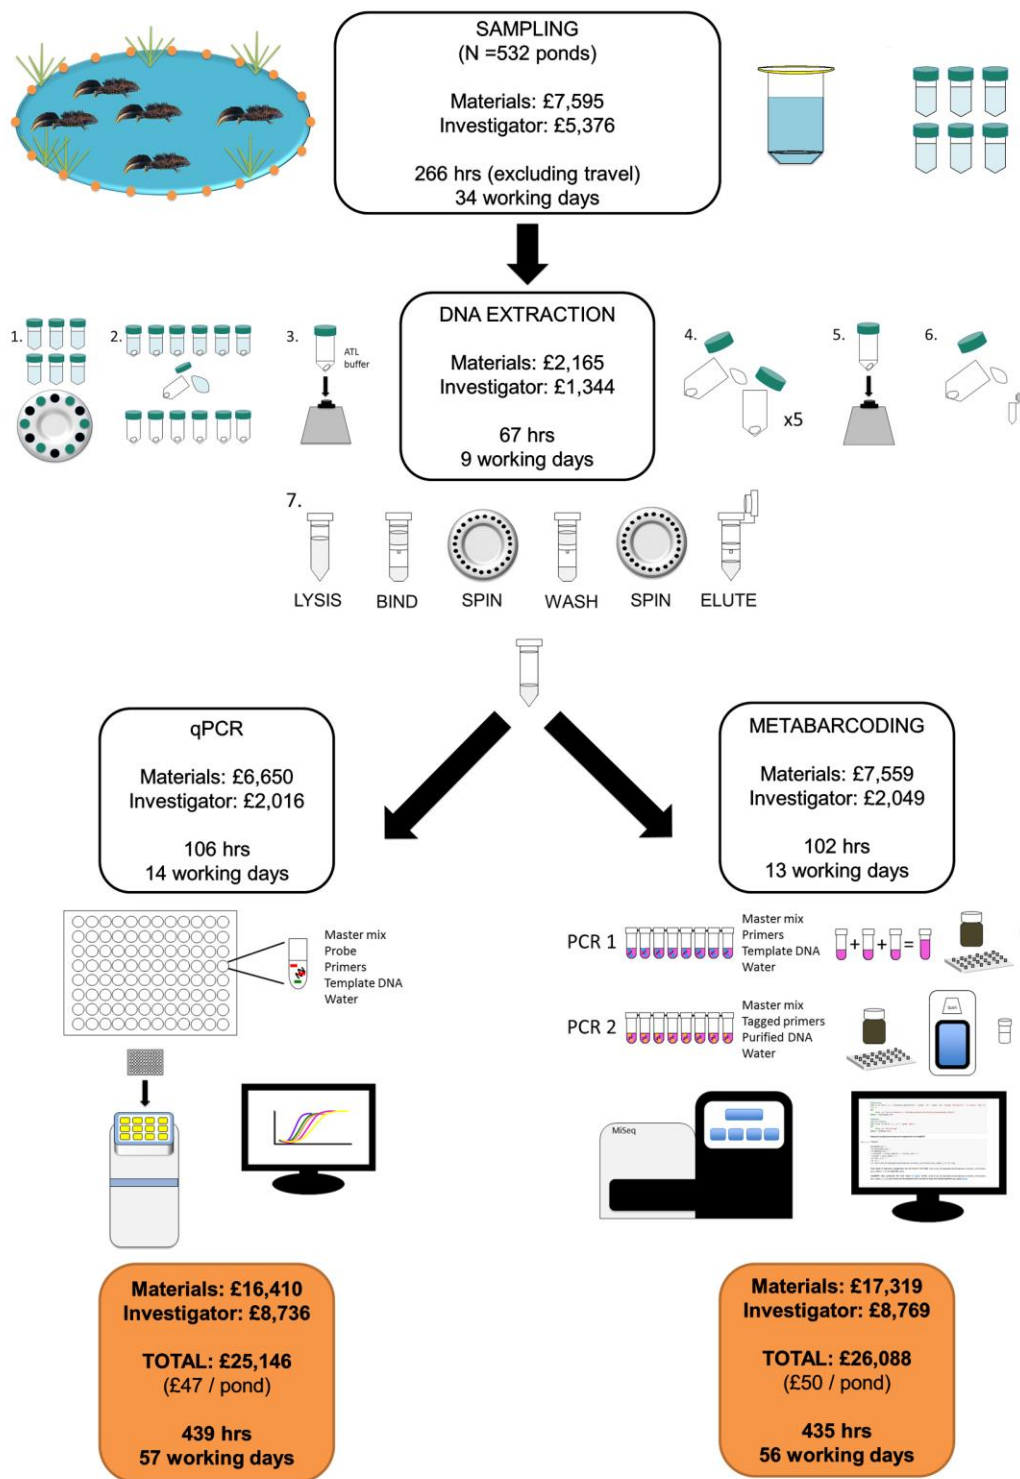 SAMPLING
(N =532 ponds)
Materials: £7,595
Investigator: £5,376
266 hrs (excluding travel)
34 working days
DNA EXTRACTION
Materials: £2,165
Investigator: £1,344
67 hrs
9 working days
1.
2.
3.
ATL
buffer
4.
x5
5.
6.
7.
LYSIS
BIND
SPIN
WASH
SPIN
ELUTE
qPCR
Materials: £6,650
Investigator: £2,016
106 hrs
14 working days
METABARCODING
Materials: £7,559
Investigator: £2,049
102 hrs
13 working days
Master mix
Probe
Primers
Template DNA
Water
PCR 1
Master mix
Primers
Template DNA
Water
+ + + =
PCR 2
Master mix
Tagged primers
Purified DNA
Water
MiSeq
Materials: £16,410
Investigator: £8,736
TOTAL: £25,146
(£47 / pond)
439 hrs
57 working days
Materials: £17,319
Investigator: £8,769
TOTAL: £26,088
(£50 / pond)
435 hrs
56 working days